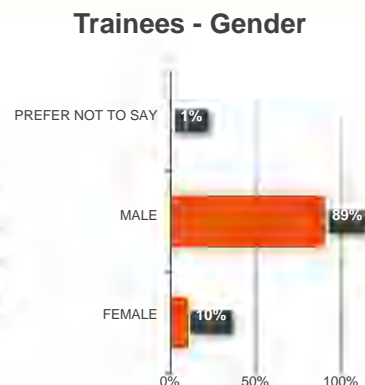 Trainees - Gender
PREFER NOT TO SAY
1%
MALE
89%
FEMALE
10%
0% 50% 100%